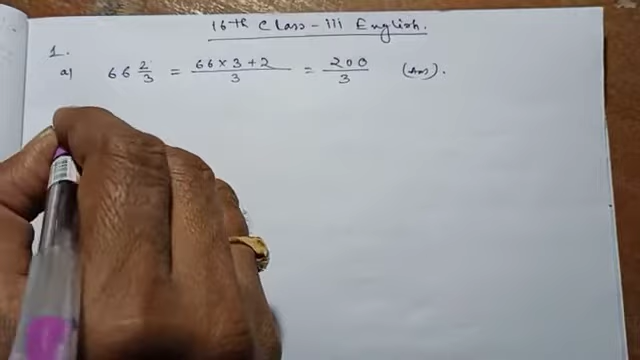 16th Class - III English.
1.
a) 66 2/3 = 66 × 3 + 2 / 3 = 200 / 3 (Ans).